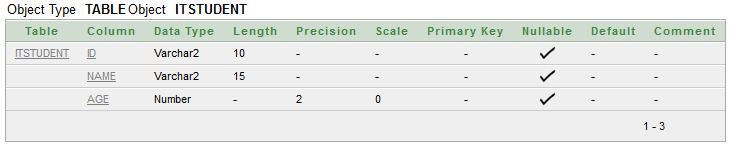 Object Type TABLE Object ITSTUDENT
Table Column Data Type Length Precision Scale Primary Key Nullable Default Comment
ITSTUDENT ID Varchar2 10 - - - ✓ - -
NAME Varchar2 15 - - - ✓ - -
AGE Number - 2 0 - ✓ - -
1 - 3